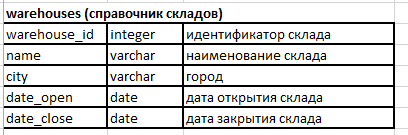 warehouses (справочник складов)
warehouse_id integer идентификатор склада
name varchar наименование склада
city varchar город
date_open date дата открытия склада
date_close date дата закрытия склада